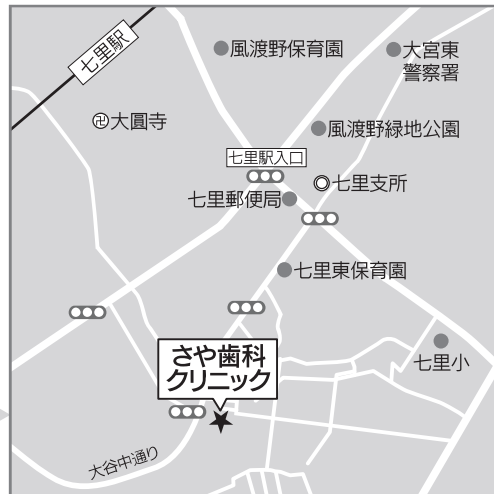 七里駅
風渡野保育園
大宮東
警察署
大圓寺
風渡野緑地公園
七里駅入口
七里支所
七里郵便局
七里東保育園
さや歯科
クリニック
七里小
大谷中通り